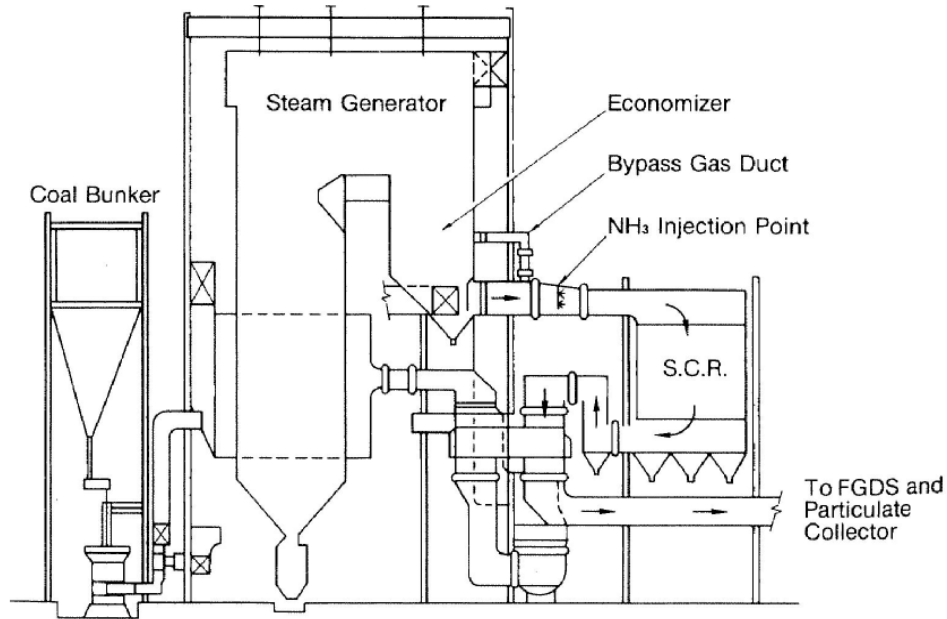 Steam Generator
Economizer
Bypass Gas Duct
Coal Bunker
NH₃ Injection Point
S.C.R.
To FGDS and
Particulate
Collector